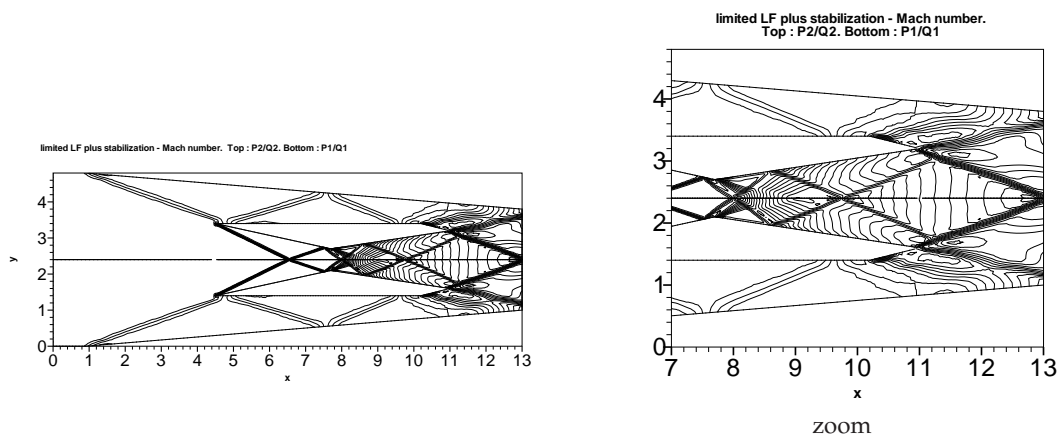 limited LF plus stabilization - Mach number. Top : P2/Q2. Bottom : P1/Q1
4
3
2
1
0
y
0 1 2 3 4 5 6 7 8 9 10 11 12 13
x
limited LF plus stabilization - Mach number.
Top : P2/Q2. Bottom : P1/Q1
4
3
2
1
0
7 8 9 10 11 12 13
x
zoom